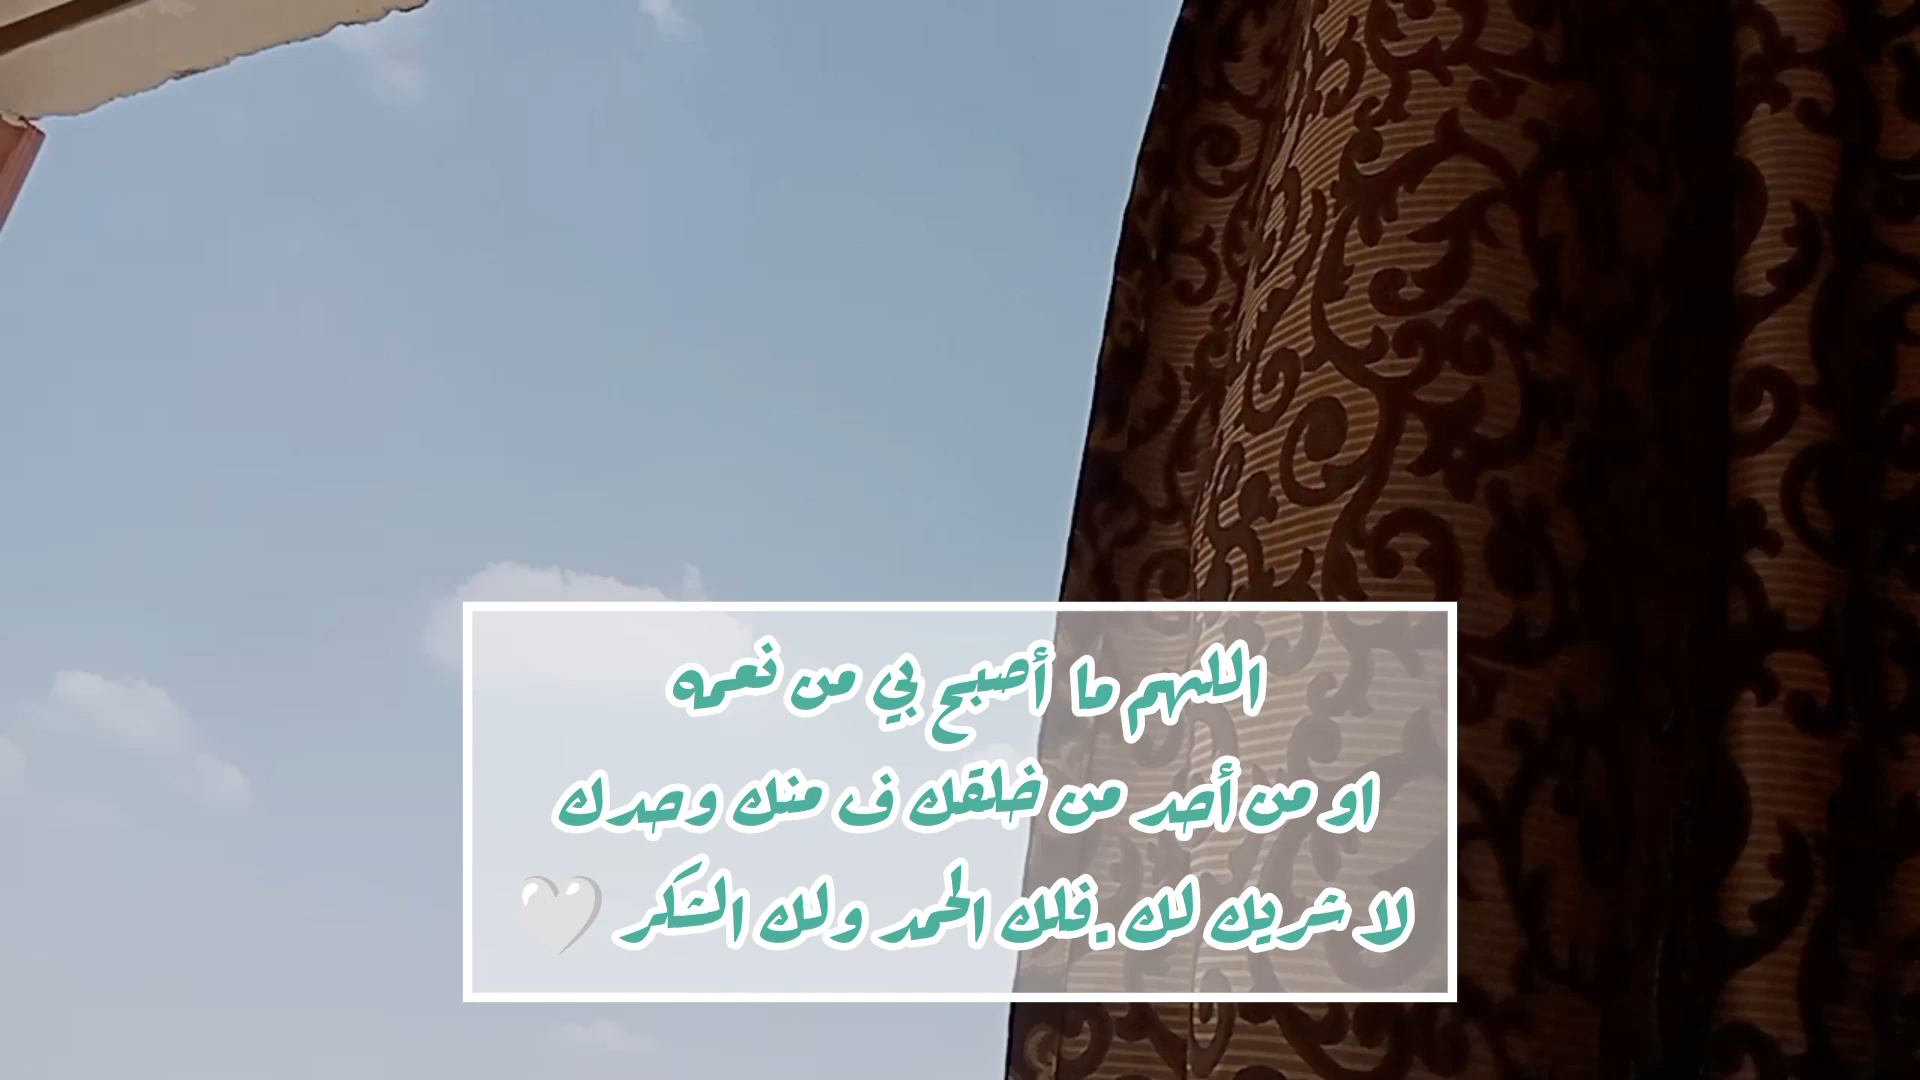 اللهم ما أصبح بي من نعمه
او من أحد من خلقك ف منك وحدك
لا شريك لك .فلك الحمد ولك الشكر 🤍